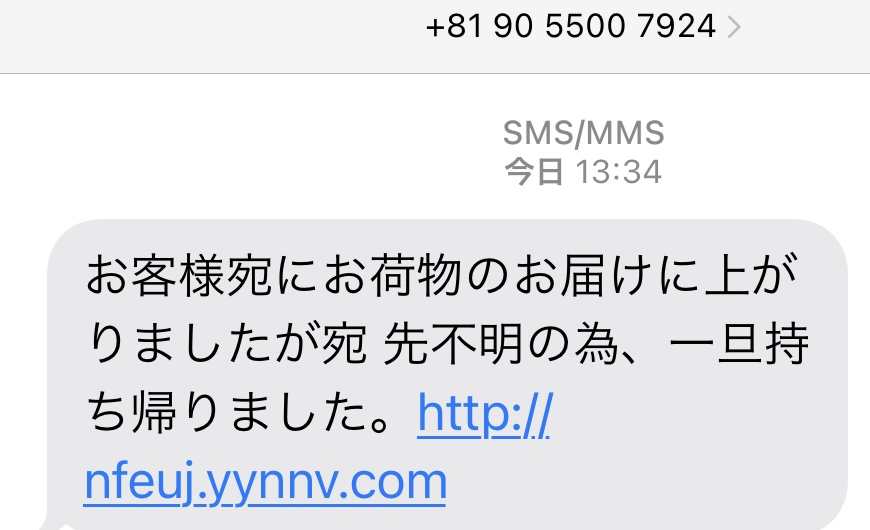 +81 90 5500 7924
SMS/MMS
今日 13:34
お客様宛にお荷物のお届けに上が
りましたが宛 先不明の為、一旦持
ち帰りました。http://
nfeuj.yynnv.com